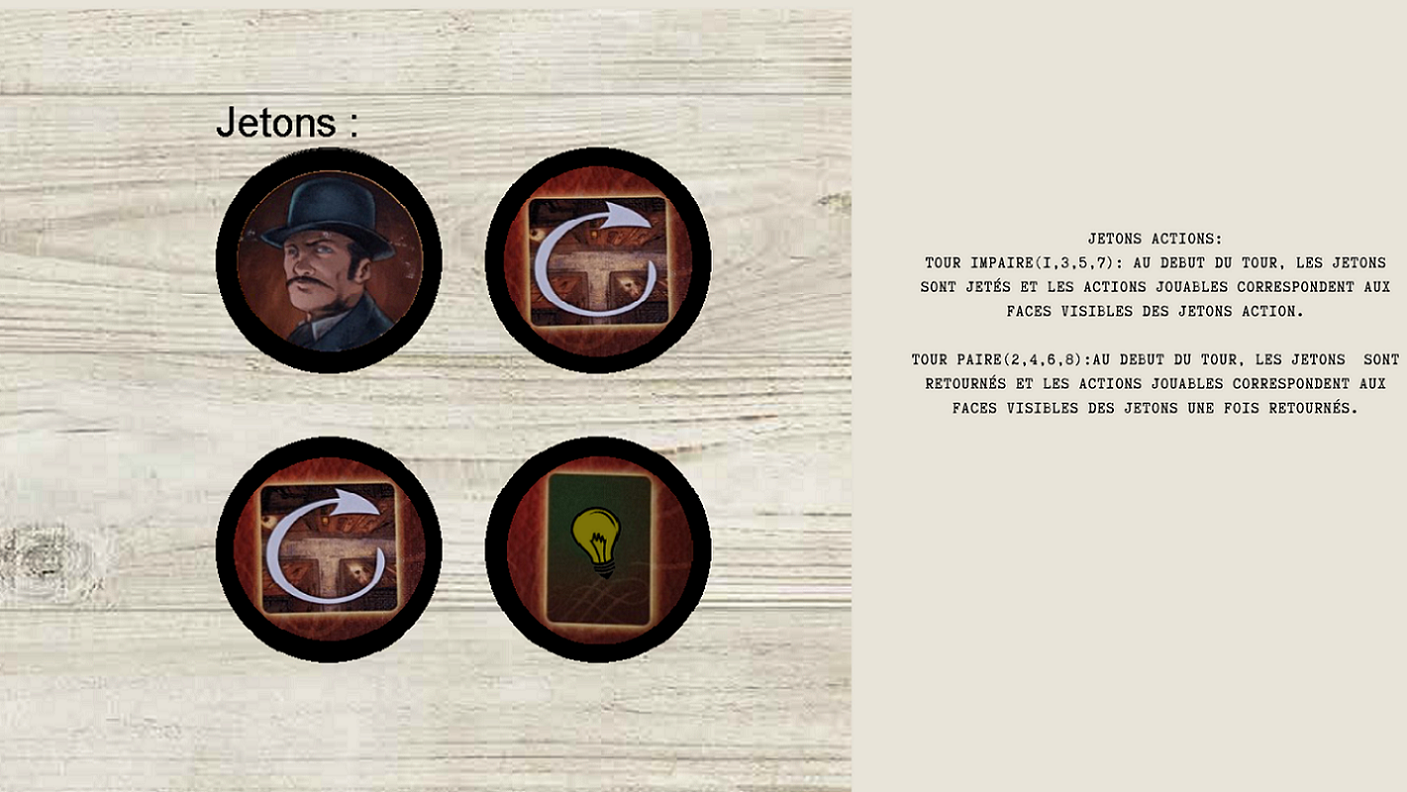 Jetons :
JETONS ACTIONS:
TOUR IMPAIRE(1,3,5,7): AU DEBUT DU TOUR, LES JETONS
SONT JETÉS ET LES ACTIONS JOUABLES CORRESPONDENT AUX
FACES VISIBLES DES JETONS ACTION.
TOUR PAIRE(2,4,6,8):AU DEBUT DU TOUR, LES JETONS  SONT
RETOURNÉS ET LES ACTIONS JOUABLES CORRESPONDENT AUX
FACES VISIBLES DES JETONS UNE FOIS RETOURNÉS.